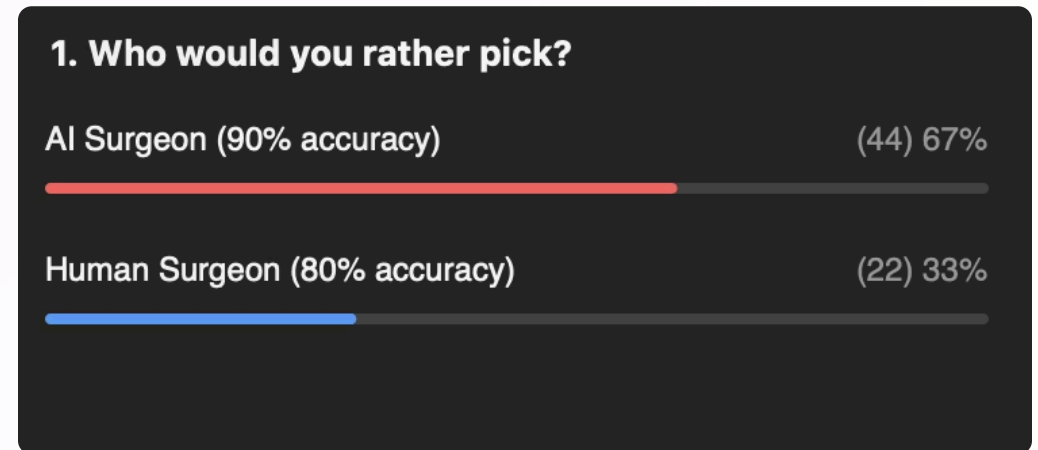 1. Who would you rather pick?
AI Surgeon (90% accuracy) (44) 67%
Human Surgeon (80% accuracy) (22) 33%